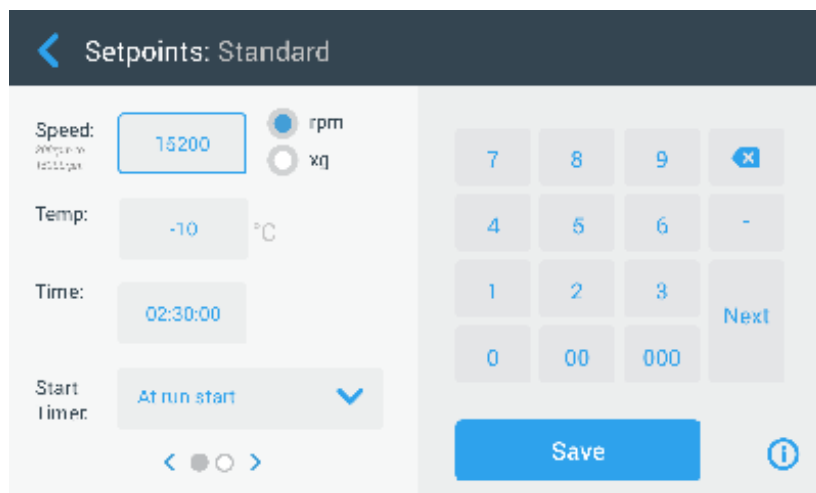 Setpoints: Standard
Speed:
15200
rpm
xg
Temp:
-10
°C
Time:
02:30:00
Start
Timer:
At run start
7 8 9
4 5 6 -
1 2 3
Next
0 00 000
Save